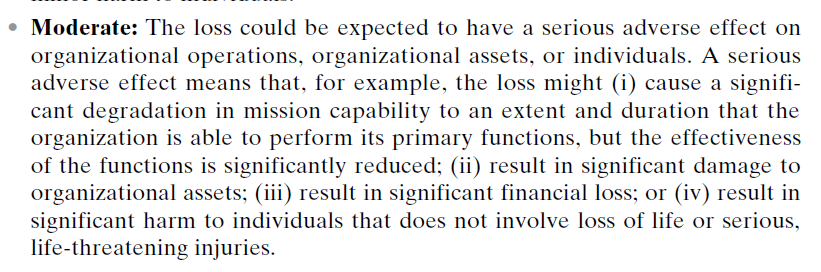 • Moderate: The loss could be expected to have a serious adverse effect on
organizational operations, organizational assets, or individuals. A serious
adverse effect means that, for example, the loss might (i) cause a signifi-
cant degradation in mission capability to an extent and duration that the
organization is able to perform its primary functions, but the effectiveness
of the functions is significantly reduced; (ii) result in significant damage to
organizational assets; (iii) result in significant financial loss; or (iv) result in
significant harm to individuals that does not involve loss of life or serious,
life-threatening injuries.